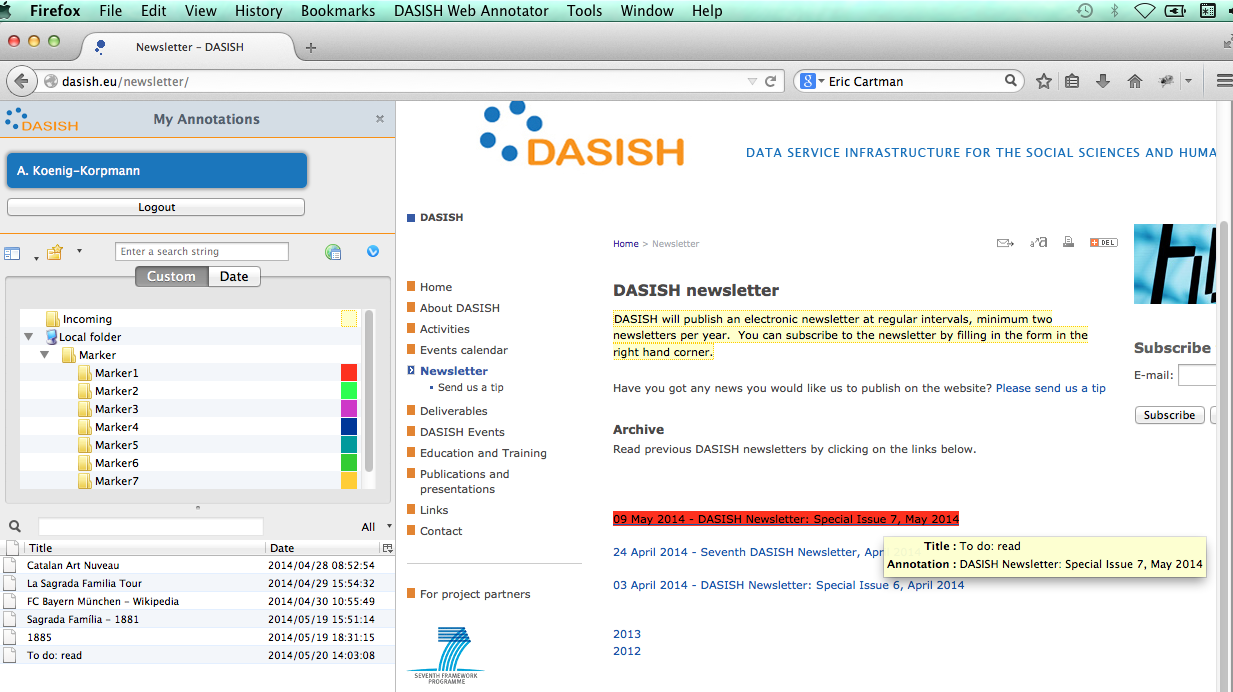 Firefox File Edit View History Bookmarks DASISH Web Annotator Tools Window Help
Newsletter – DASISH
dasish.eu/newsletter/
8 Eric Cartman
DASISH My Annotations
A. Koenig-Korpmann
Logout
Enter a search string
Custom Date
Incoming
Local folder
Marker
Marker1
Marker2
Marker3
Marker4
Marker5
Marker6
Marker7
All
Title Date
Catalan Art Nuveau 2014/04/28 08:52:54
La Sagrada Familia Tour 2014/04/29 15:54:32
FC Bayern München – Wikipedia 2014/04/30 10:55:49
Sagrada Família – 1881 2014/05/19 15:51:14
1885 2014/05/19 18:31:15
To do: read 2014/05/20 14:03:08
DASISH
DATA SERVICE INFRASTRUCTURE FOR THE SOCIAL SCIENCES AND HUMA
DASISH
Home
About DASISH
Activities
Events calendar
Newsletter
Send us a tip
Deliverables
DASISH Events
Education and Training
Publications and
presentations
Links
Contact
For project partners
SEVENTH FRAMEWORK
PROGRAMME
Home > Newsletter
DEL
DASISH newsletter
DASISH will publish an electronic newsletter at regular intervals, minimum two
newsletters per year. You can subscribe to the newsletter by filling in the form in the
right hand corner.
Have you got any news you would like us to publish on the website? Please send us a tip
Archive
Read previous DASISH newsletters by clicking on the links below.
09 May 2014 - DASISH Newsletter: Special Issue 7, May 2014
Title : To do: read
Annotation : DASISH Newsletter: Special Issue 7, May 2014
24 April 2014 - Seventh DASISH Newsletter, Apr
03 April 2014 - DASISH Newsletter: Special Issue 6, April 2014
2013
2012
Subscribe
E-mail:
Subscribe